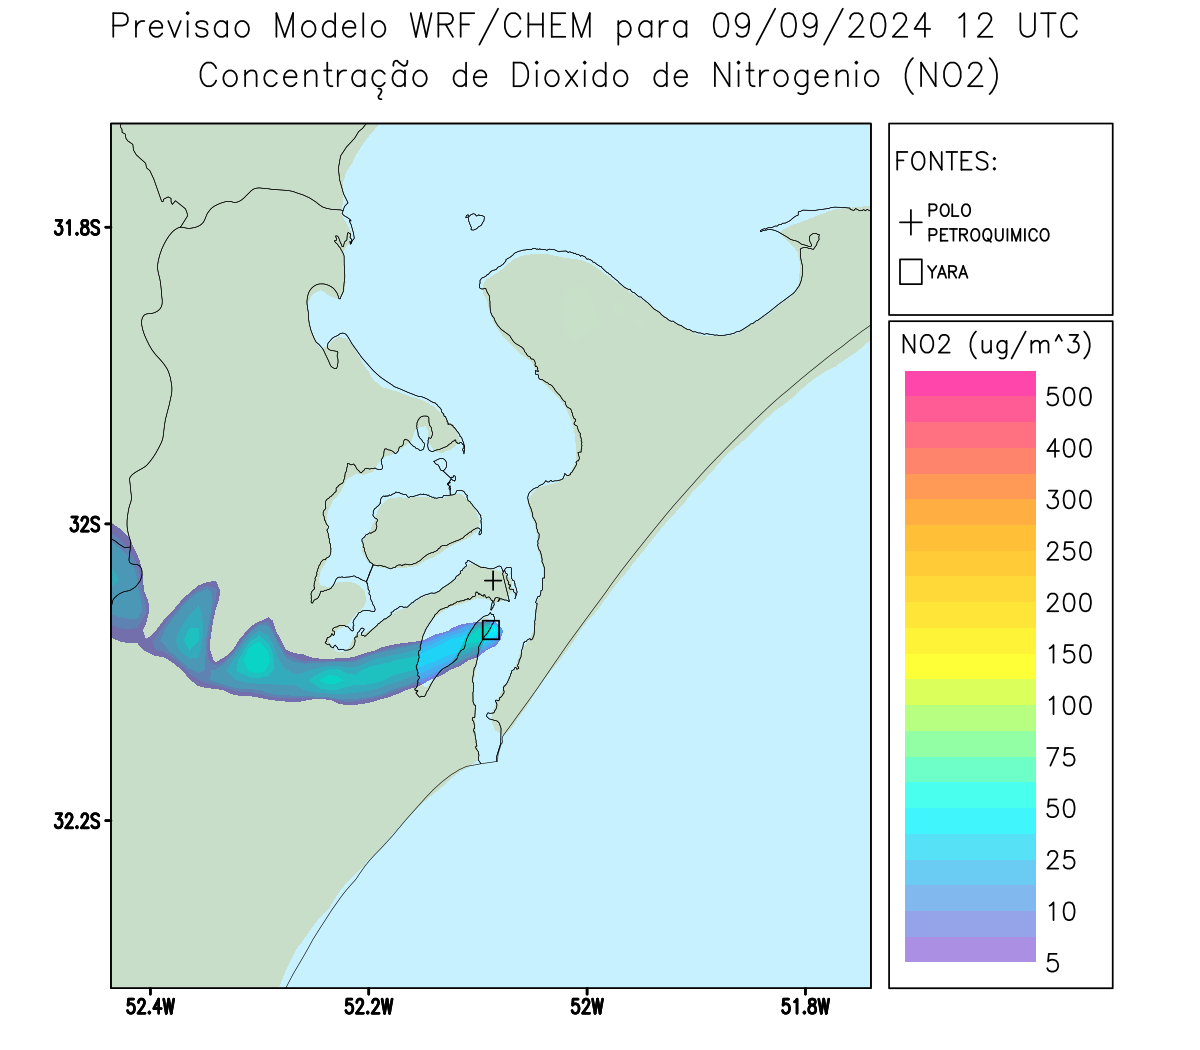 Previsao Modelo WRF/CHEM para 09/09/2024 12 UTC
Concentração de Dioxido de Nitrogenio (NO2)
FONTES:
POLO
PETROQUIMICO
YARA
NO2 (ug/m^3)
500
400
300
250
200
150
100
75
50
25
10
5
31.8S
32S
32.2S
52.4W
52.2W
52W
51.8W